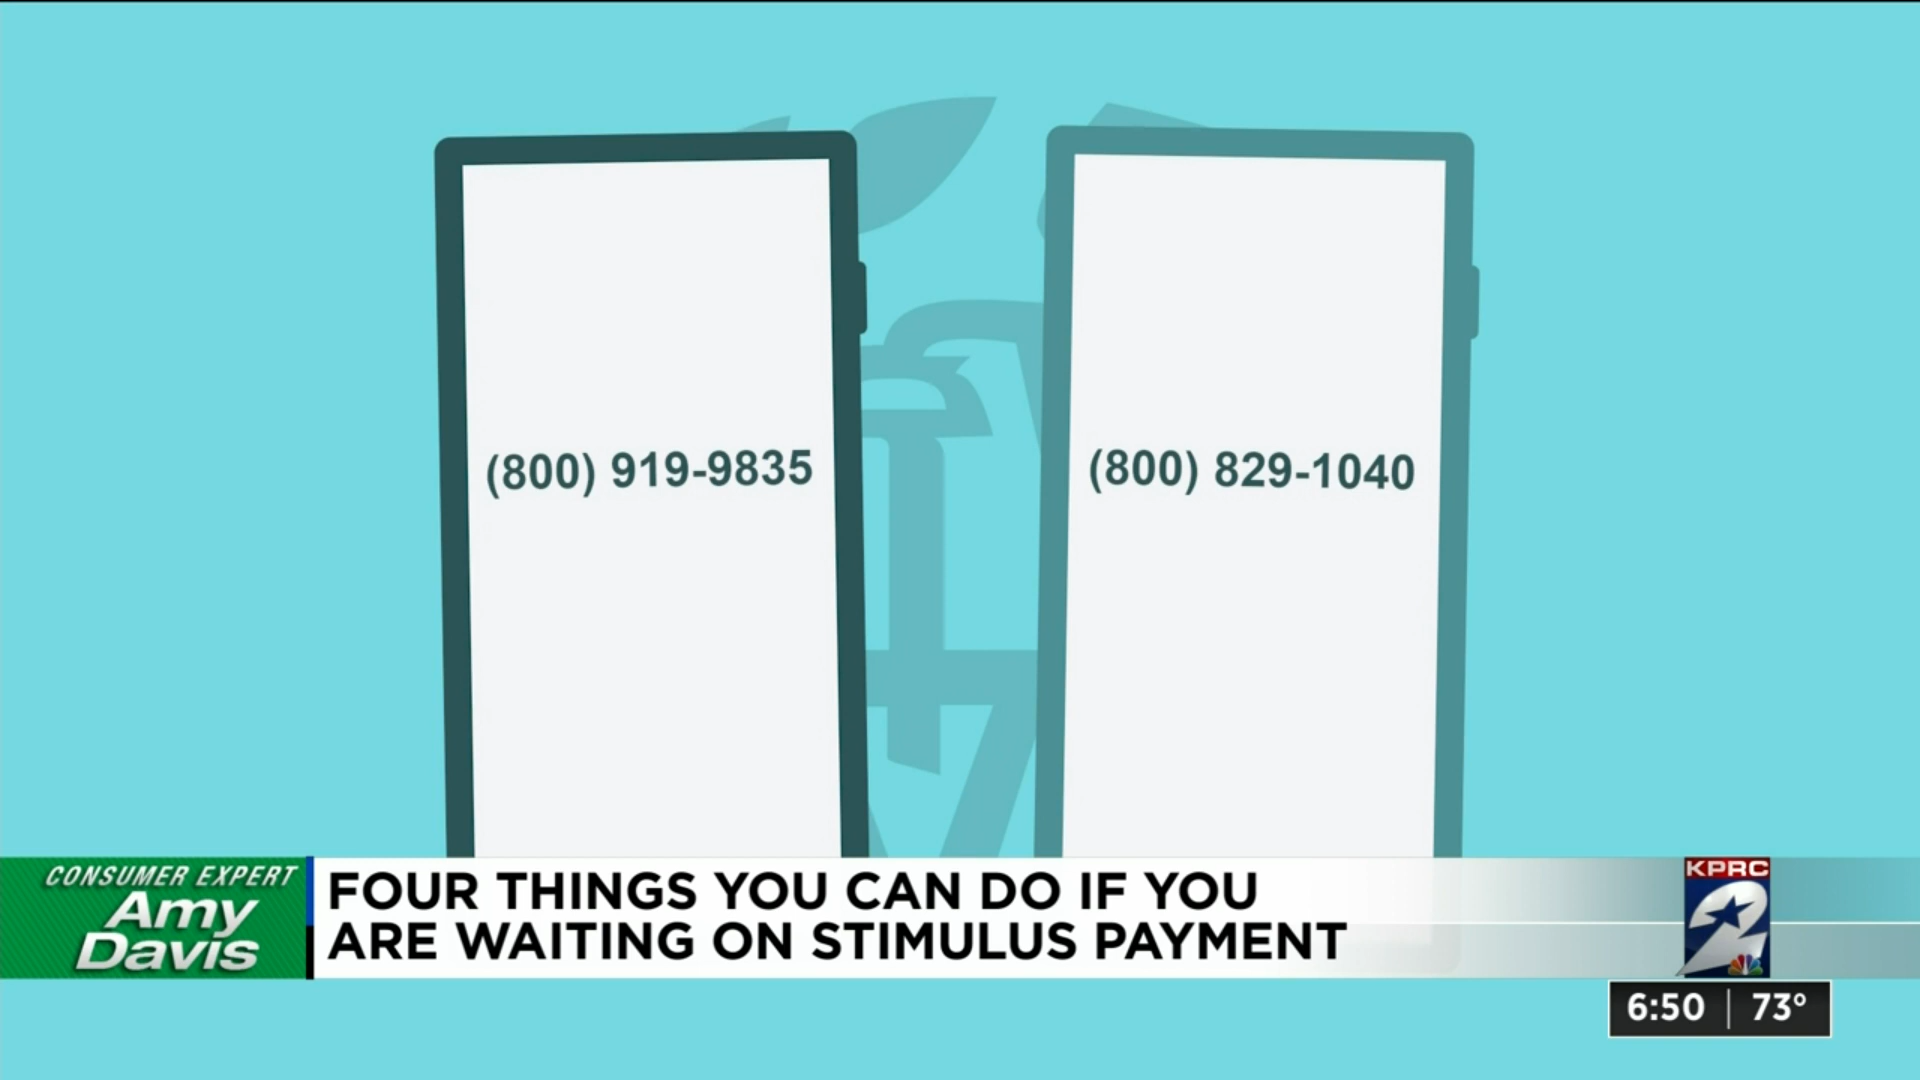 (800) 919-9835
(800) 829-1040
CONSUMER EXPERT
Amy
Davis
FOUR THINGS YOU CAN DO IF YOU
ARE WAITING ON STIMULUS PAYMENT
KPRC
2
6:50 | 73°